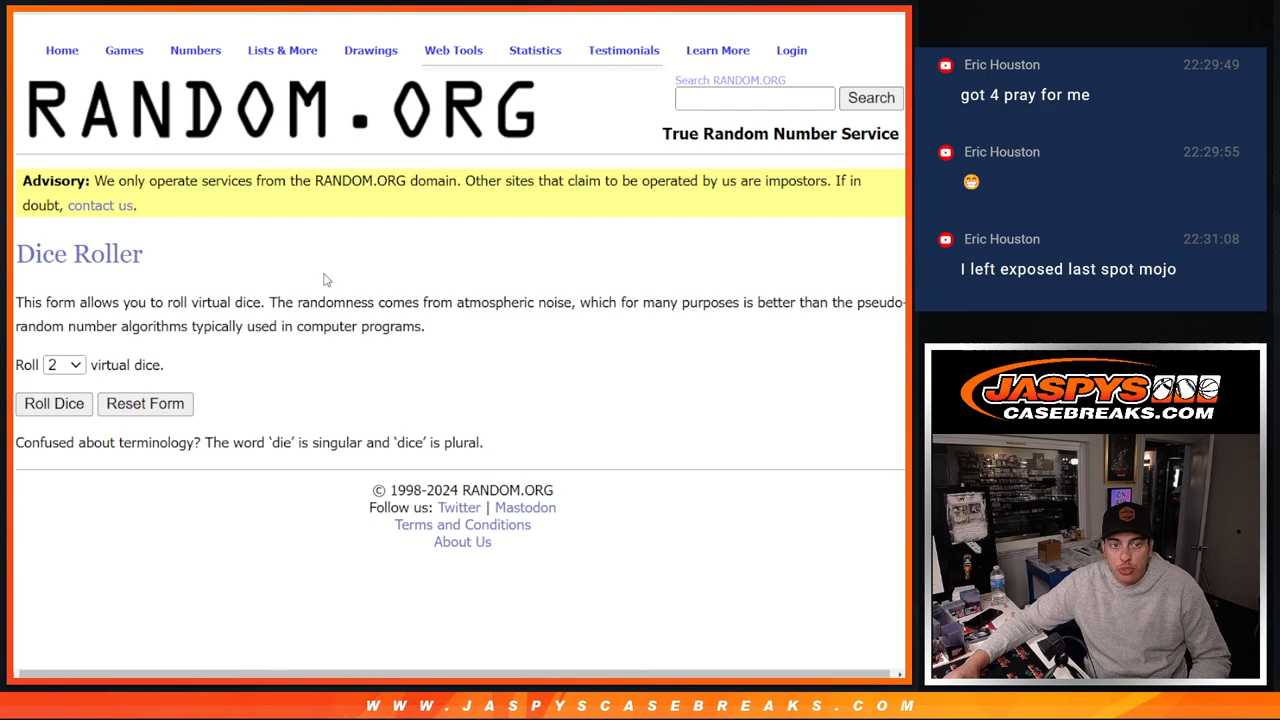 Home Games Numbers Lists & More Drawings Web Tools Statistics Testimonials Learn More Login
RANDOM.ORG
Search RANDOM.ORG
Search
True Random Number Service
Advisory: We only operate services from the RANDOM.ORG domain. Other sites that claim to be operated by us are impostors. If in
doubt, contact us.
Dice Roller
This form allows you to roll virtual dice. The randomness comes from atmospheric noise, which for many purposes is better than the pseudo-
random number algorithms typically used in computer programs.
Roll 2 virtual dice.
Roll Dice Reset Form
Confused about terminology? The word ‘die’ is singular and ‘dice’ is plural.
© 1998-2024 RANDOM.ORG
Follow us: Twitter | Mastodon
Terms and Conditions
About Us
Eric Houston 22:29:49
got 4 pray for me
Eric Houston 22:29:55
😁
Eric Houston 22:31:08
I left exposed last spot mojo
JASPYS
CASEBREAKS.COM
WWW.JASPYSCASEBREAKS.COM